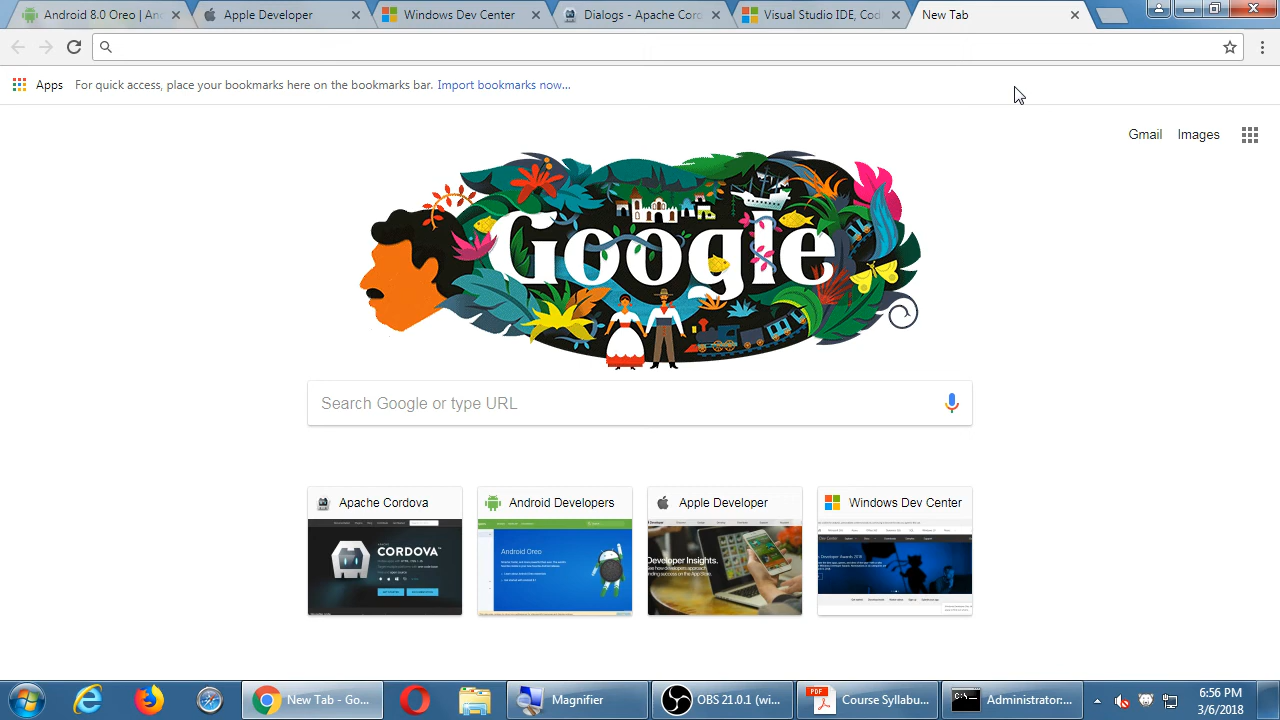 Android 8.0 Oreo | An
Apple Developer
Windows Dev Center
Dialogs - Apache Cor
Visual Studio IDE, Cod
New Tab
Apps
For quick access, place your bookmarks here on the bookmarks bar. Import bookmarks now...
Gmail
Images
Google
Search Google or type URL
Apache Cordova
Android Developers
Apple Developer
Windows Dev Center
CORDOVA™
Android Oreo
Developer Insights.
New Tab - Go...
Magnifier
OBS 21.0.1 (wi...
PDF
Course Syllabu...
C:\.
Administrator:...
6:56 PM
3/6/2018